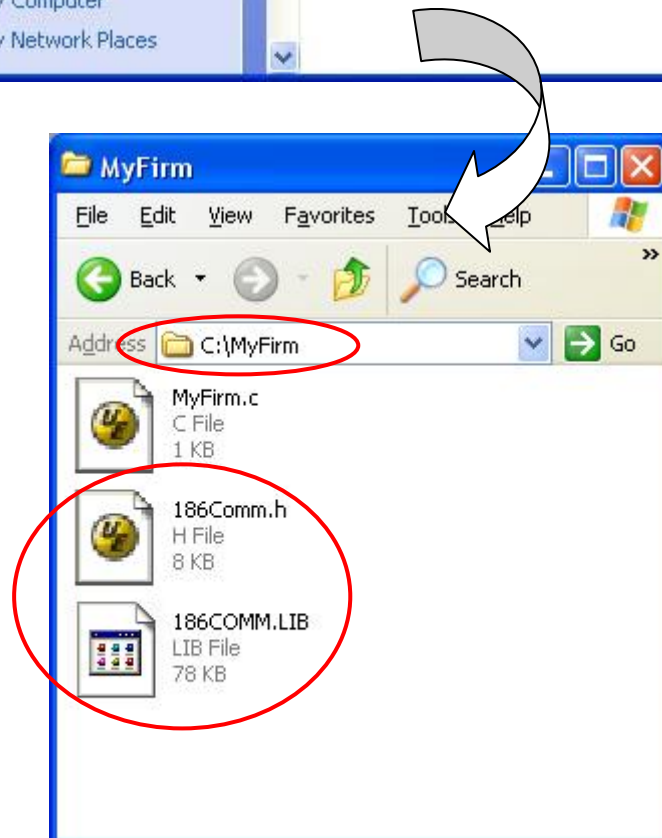 Computer
Network Places
MyFirm
File Edit View Favorites Tools Help
Back Search »
Address C:\MyFirm Go
MyFirm.c
C File
1 KB
186Comm.h
H File
8 KB
186COMM.LIB
LIB File
78 KB